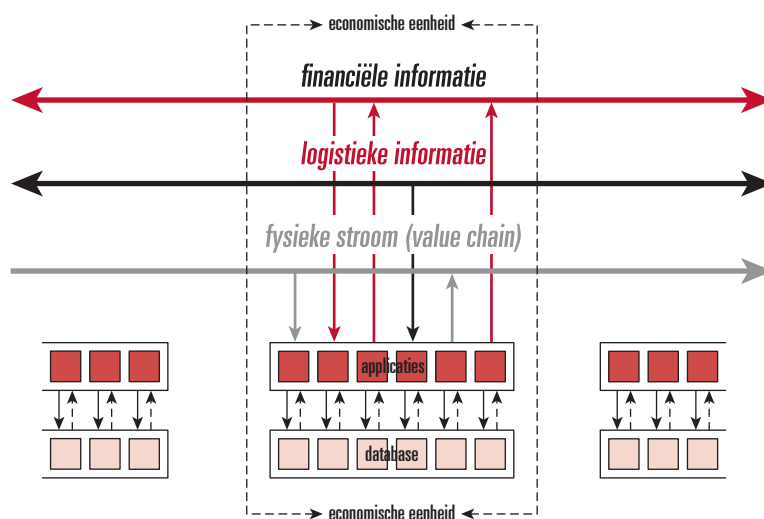 economische eenheid
financiële informatie
logistieke informatie
fysieke stroom (value chain)
applicaties
database
economische eenheid